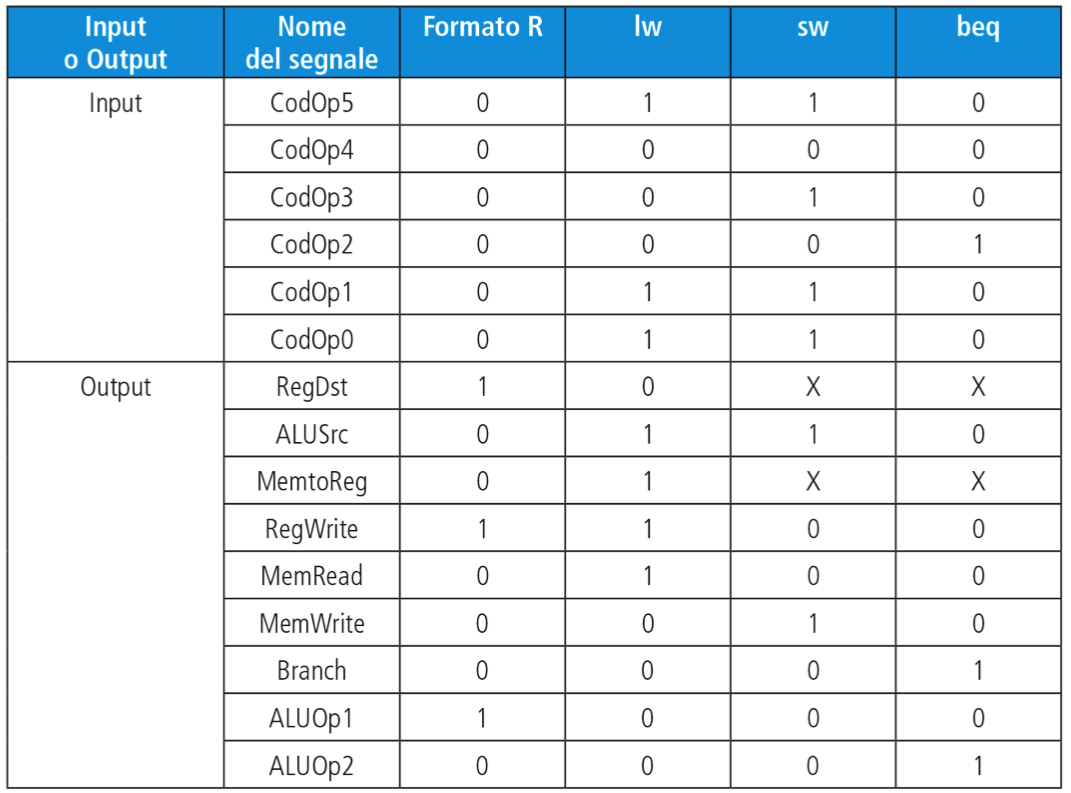 Input o Output Nome del segnale Formato R lw sw beq
Input CodOp5 0 1 1 0
CodOp4 0 0 0 0
CodOp3 0 0 1 0
CodOp2 0 0 0 1
CodOp1 0 1 1 0
CodOp0 0 1 1 0
Output RegDst 1 0 X X
ALUSrc 0 1 1 0
MemtoReg 0 1 X X
RegWrite 1 1 0 0
MemRead 0 1 0 0
MemWrite 0 0 1 0
Branch 0 0 0 1
ALUOp1 1 0 0 0
ALUOp2 0 0 0 1